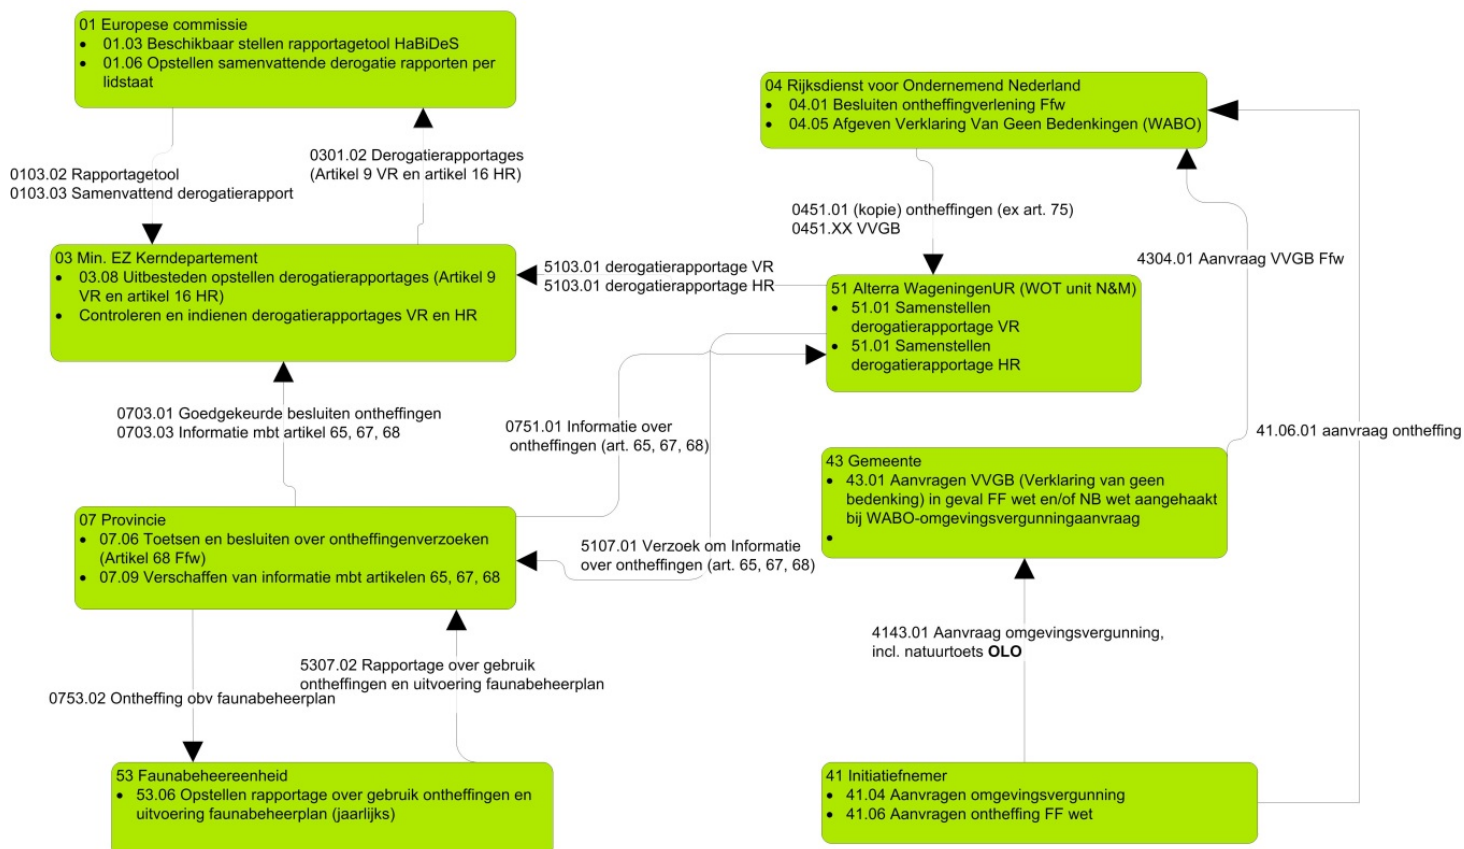 01 Europese commissie
• 01.03 Beschikbaar stellen rapportagetool HaBiDeS
• 01.06 Opstellen samenvattende derogatie rapporten per
lidstaat
04 Rijksdienst voor Ondernemend Nederland
• 04.01 Besluiten ontheffingverlening Ffw
• 04.05 Afgeven Verklaring Van Geen Bedenkingen (WABO)
0103.02 Rapportagetool
0103.03 Samenvattend derogatierapport
0301.02 Derogatierapportages
(Artikel 9 VR en artikel 16 HR)
0451.01 (kopie) ontheffingen (ex art. 75)
0451.XX VVGB
4304.01 Aanvraag VVGB Ffw
03 Min. EZ Kerndepartement
• 03.08 Uitbesteden opstellen derogatierapportages (Artikel 9
VR en artikel 16 HR)
• Controleren en indienen derogatierapportages VR en HR
5103.01 derogatierapportage VR
5103.01 derogatierapportage HR
51 Alterra WageningenUR (WOT unit N&M)
• 51.01 Samenstellen
derogatierapportage VR
• 51.01 Samenstellen
derogatierapportage HR
0703.01 Goedgekeurde besluiten ontheffingen
0703.03 Informatie mbt artikel 65, 67, 68
0751.01 Informatie over
ontheffingen (art. 65, 67, 68)
41.06.01 aanvraag ontheffing
43 Gemeente
• 43.01 Aanvragen VVGB (Verklaring van geen
bedenking) in geval FF wet en/of NB wet aangehaakt
bij WABO-omgevingsvergunningaanvraag
•
07 Provincie
• 07.06 Toetsen en besluiten over ontheffingenverzoeken
(Artikel 68 Ffw)
• 07.09 Verschaffen van informatie mbt artikelen 65, 67, 68
5107.01 Verzoek om Informatie
over ontheffingen (art. 65, 67, 68)
4143.01 Aanvraag omgevingsvergunning,
incl. natuurtoets OLO
5307.02 Rapportage over gebruik
ontheffingen en uitvoering faunabeheerplan
0753.02 Ontheffing obv faunabeheerplan
53 Faunabeheereenheid
• 53.06 Opstellen rapportage over gebruik ontheffingen en
uitvoering faunabeheerplan (jaarlijks)
41 Initiatiefnemer
• 41.04 Aanvragen omgevingsvergunning
• 41.06 Aanvragen ontheffing FF wet